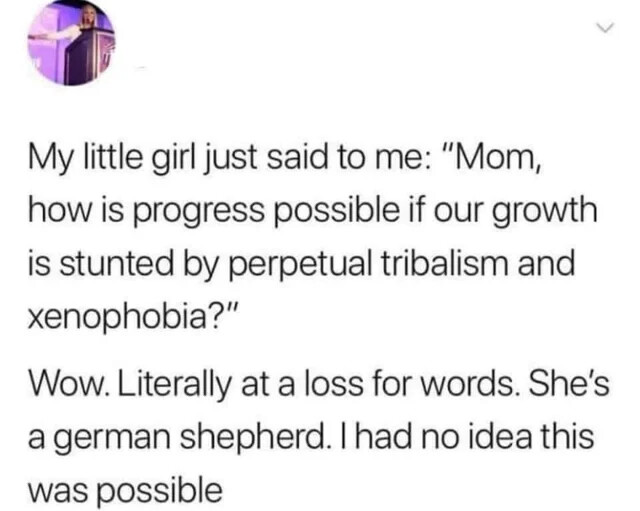 My little girl just said to me: "Mom,
how is progress possible if our growth
is stunted by perpetual tribalism and
xenophobia?"
Wow. Literally at a loss for words. She's
a german shepherd. I had no idea this
was possible